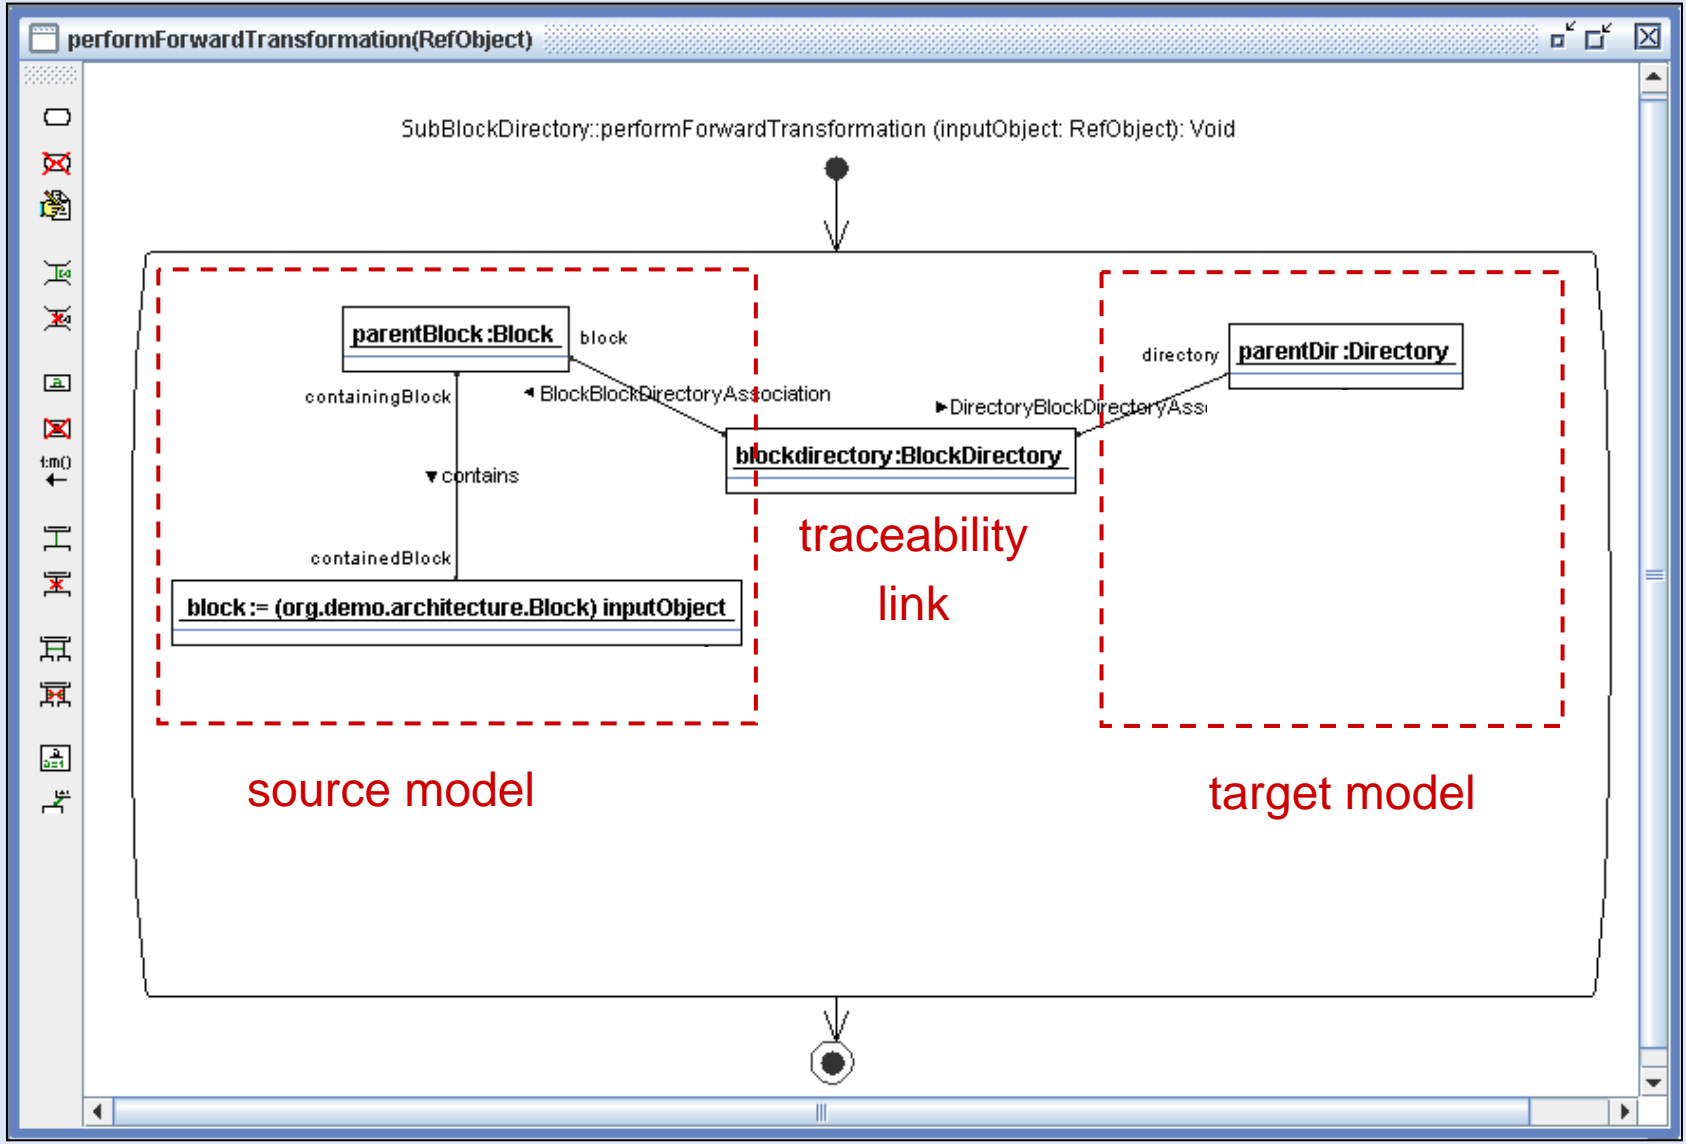 performForwardTransformation(RefObject)
SubBlockDirectory::performForwardTransformation (inputObject: RefObject): Void
parentBlock :Block
block
directory
parentDir :Directory
containingBlock
BlockBlockDirectoryAssociation
DirectoryBlockDirectoryAss
blockdirectory :BlockDirectory
contains
traceability
link
containedBlock
block := (org.demo.architecture.Block) inputObject
source model
target model
a
f:m()
a
a=1